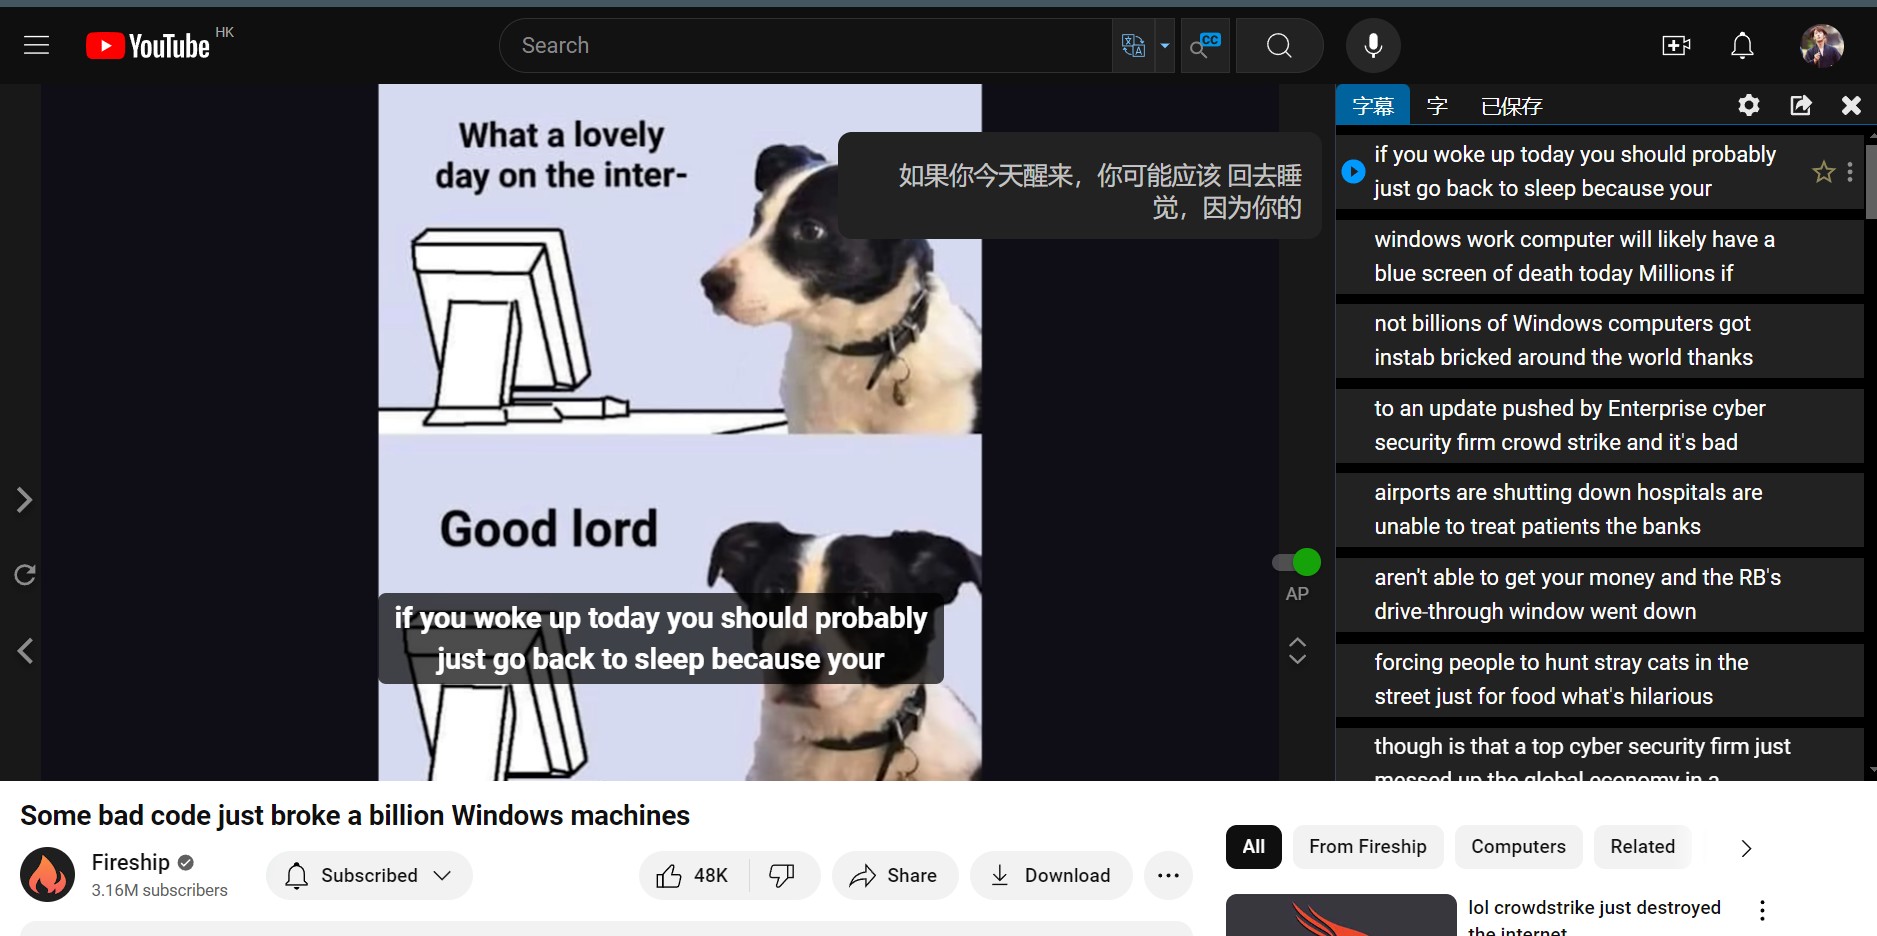 YouTube HK
Search
CC
What a lovely
day on the inter-
如果你今天醒来，你可能应该 回去睡
觉，因为你的
Good lord
if you woke up today you should probably
just go back to sleep because your
AP
字幕
字
已保存
if you woke up today you should probably
just go back to sleep because your
windows work computer will likely have a
blue screen of death today Millions if
not billions of Windows computers got
instab bricked around the world thanks
to an update pushed by Enterprise cyber
security firm crowd strike and it's bad
airports are shutting down hospitals are
unable to treat patients the banks
aren't able to get your money and the RB's
drive-through window went down
forcing people to hunt stray cats in the
street just for food what's hilarious
though is that a top cyber security firm just
messed up the global economy in a
Some bad code just broke a billion Windows machines
Fireship
3.16M subscribers
Subscribed
48K
Share
Download
All
From Fireship
Computers
Related
lol crowdstrike just destroyed
the internet